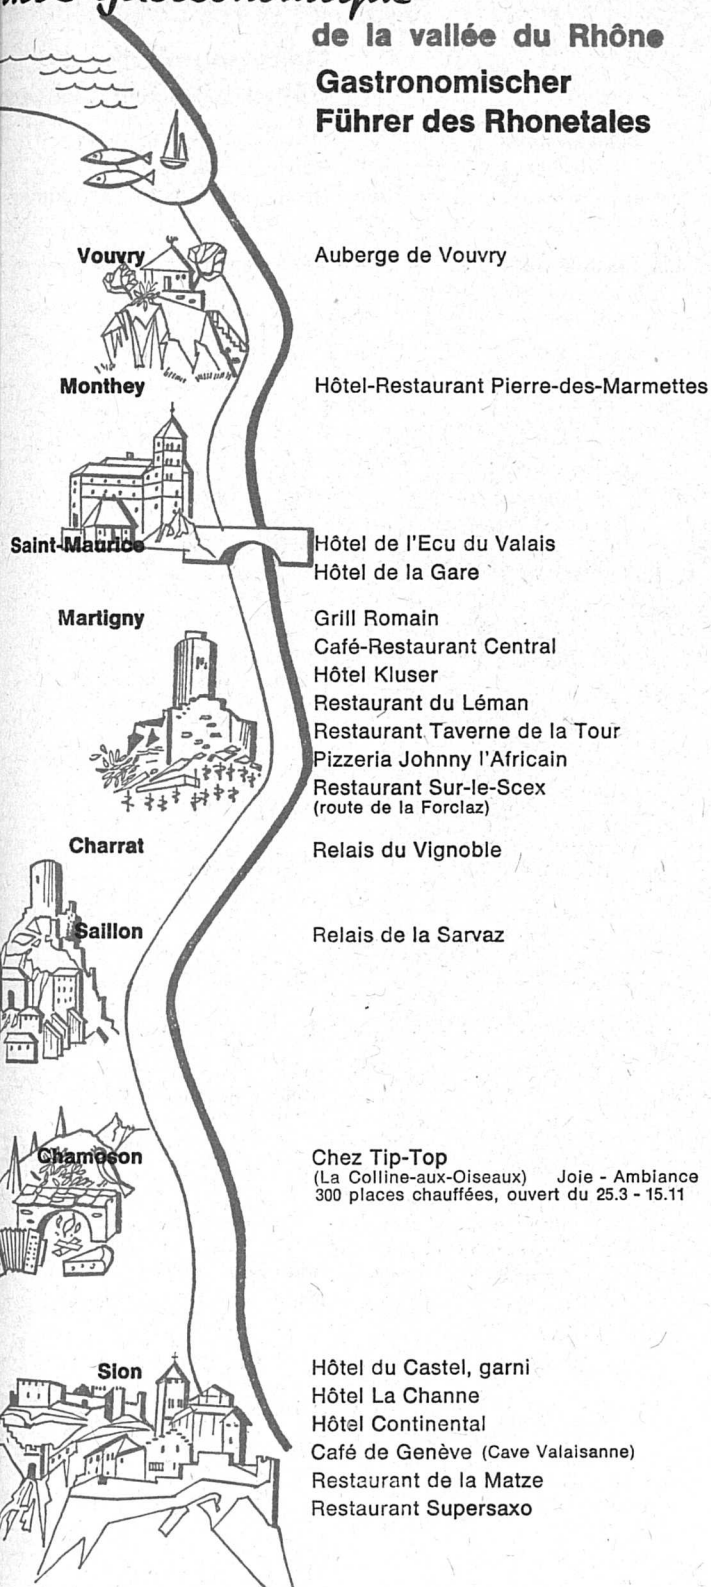 gastronomique
de la vallée du Rhône
Gastronomischer
Führer des Rhonetales
Vouvry
Auberge de Vouvry
Monthey
Hôtel-Restaurant Pierre-des-Marmettes
Saint-Maurice
Hôtel de l'Ecu du Valais
Hôtel de la Gare
Martigny
Grill Romain
Café-Restaurant Central
Hôtel Kluser
Restaurant du Léman
Restaurant Taverne de la Tour
Pizzeria Johnny l'Africain
Restaurant Sur-le-Scex
(route de la Forclaz)
Charrat
Relais du Vignoble
Saillon
Relais de la Sarvaz
Chamoson
Chez Tip-Top
(La Colline-aux-Oiseaux) Joie - Ambiance
300 places chauffées, ouvert du 25.3 - 15.11
Sion
Hôtel du Castel, garni
Hôtel La Channe
Hôtel Continental
Café de Genève (Cave Valaisanne)
Restaurant de la Matze
Restaurant Supersaxo